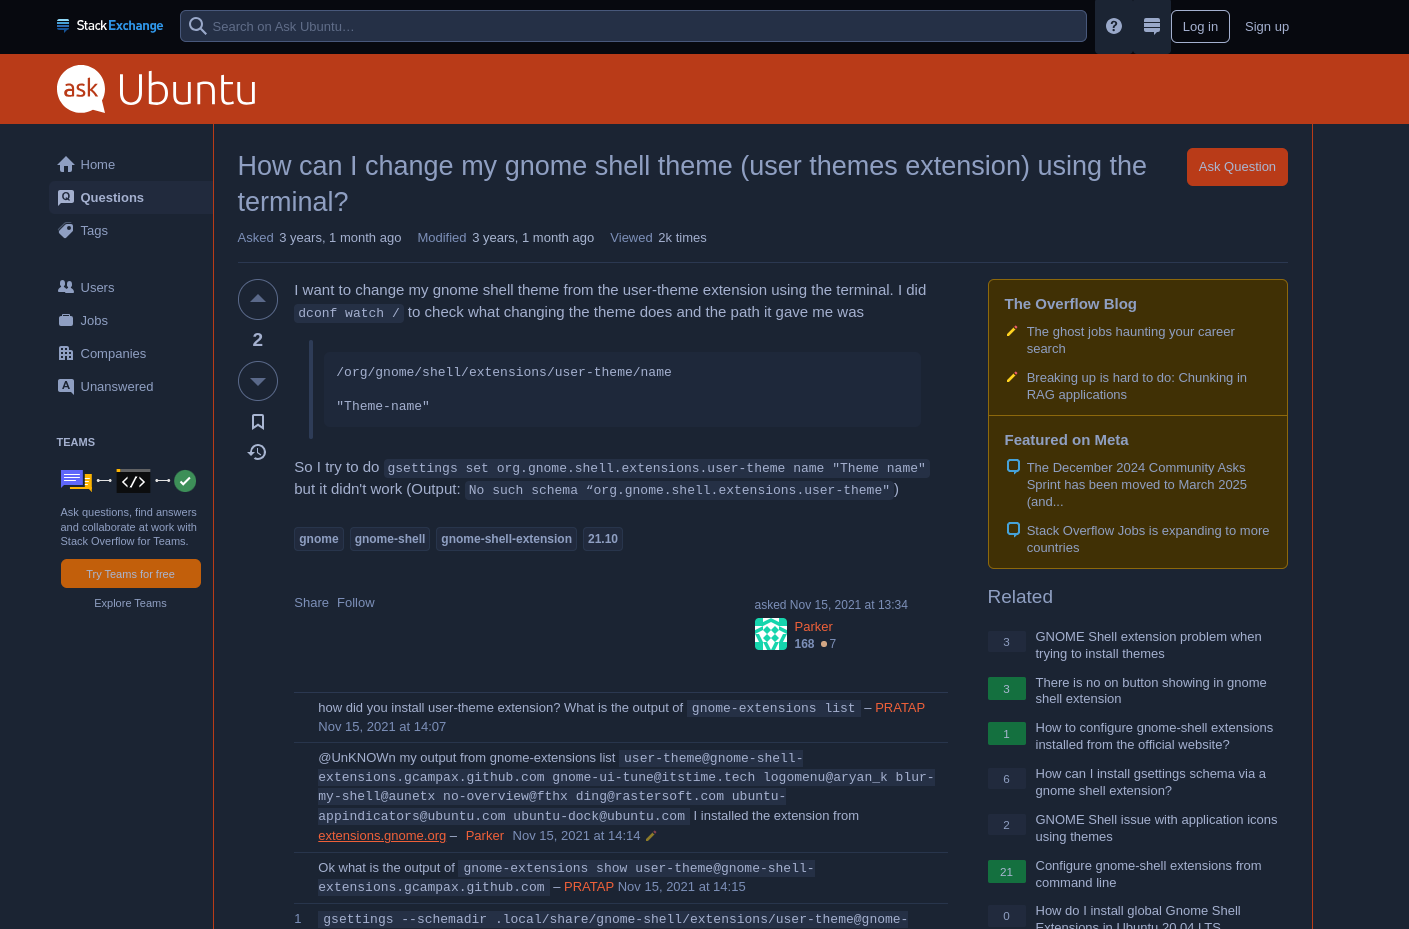 StackExchange
Search on Ask Ubuntu…
Log in
Sign up
ask Ubuntu
Home
Questions
Tags
Users
Jobs
Companies
Unanswered
TEAMS
Ask questions, find answers
and collaborate at work with
Stack Overflow for Teams.
Try Teams for free
Explore Teams
How can I change my gnome shell theme (user themes extension) using the
terminal?
Ask Question
Asked 3 years, 1 month ago Modified 3 years, 1 month ago Viewed 2k times
2
I want to change my gnome shell theme from the user-theme extension using the terminal. I did
dconf watch / to check what changing the theme does and the path it gave me was
/org/gnome/shell/extensions/user-theme/name
"Theme-name"
So I try to do gsettings set org.gnome.shell.extensions.user-theme name "Theme name"
but it didn't work (Output: No such schema “org.gnome.shell.extensions.user-theme" )
gnome gnome-shell gnome-shell-extension 21.10
Share Follow
asked Nov 15, 2021 at 13:34
Parker
168 7
how did you install user-theme extension? What is the output of gnome-extensions list – PRATAP
Nov 15, 2021 at 14:07
@UnKNOWn my output from gnome-extensions list user-theme@gnome-shell-
extensions.gcampax.github.com gnome-ui-tune@itstime.tech logomenu@aryan_k blur-
my-shell@aunetx no-overview@fthx ding@rastersoft.com ubuntu-
appindicators@ubuntu.com ubuntu-dock@ubuntu.com I installed the extension from
extensions.gnome.org – Parker Nov 15, 2021 at 14:14
Ok what is the output of gnome-extensions show user-theme@gnome-shell-
extensions.gcampax.github.com – PRATAP Nov 15, 2021 at 14:15
1 gsettings --schemadir .local/share/gnome-shell/extensions/user-theme@gnome-
The Overflow Blog
The ghost jobs haunting your career
search
Breaking up is hard to do: Chunking in
RAG applications
Featured on Meta
The December 2024 Community Asks
Sprint has been moved to March 2025
(and...
Stack Overflow Jobs is expanding to more
countries
Related
3 GNOME Shell extension problem when
trying to install themes
3 There is no on button showing in gnome
shell extension
1 How to configure gnome-shell extensions
installed from the official website?
6 How can I install gsettings schema via a
gnome shell extension?
2 GNOME Shell issue with application icons
using themes
21 Configure gnome-shell extensions from
command line
0 How do I install global Gnome Shell
Extensions in Ubuntu 20.04 LTS